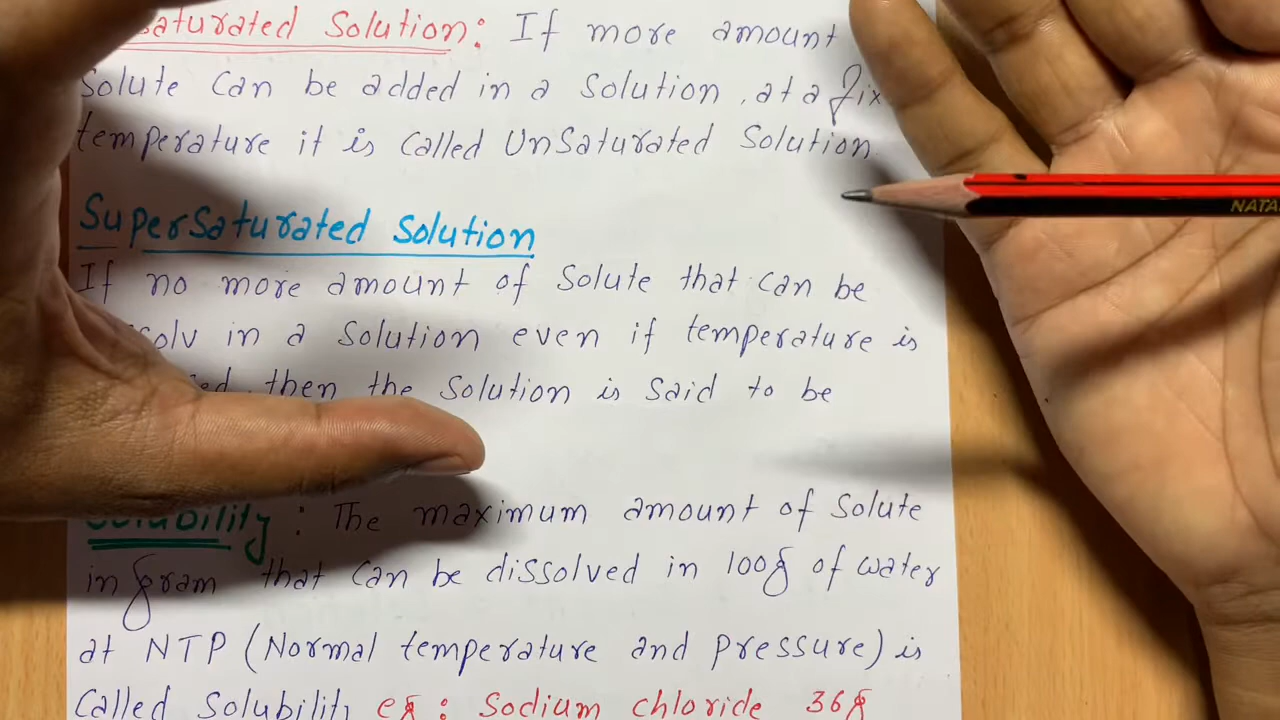 saturated Solution: If more amount
Solute can be added in a solution, at a fix
temperature it is called UnSaturated Solution
SuperSaturated Solution
If no more amount of Solute that can be
solv in a solution even if temperature is
ed then the solution is said to be
Solubility: The maximum amount of Solute
in gram that can be dissolved in 100g of water
at NTP (Normal temperature and pressure) is
called Solubility ex: Sodium chloride 36g
NATA